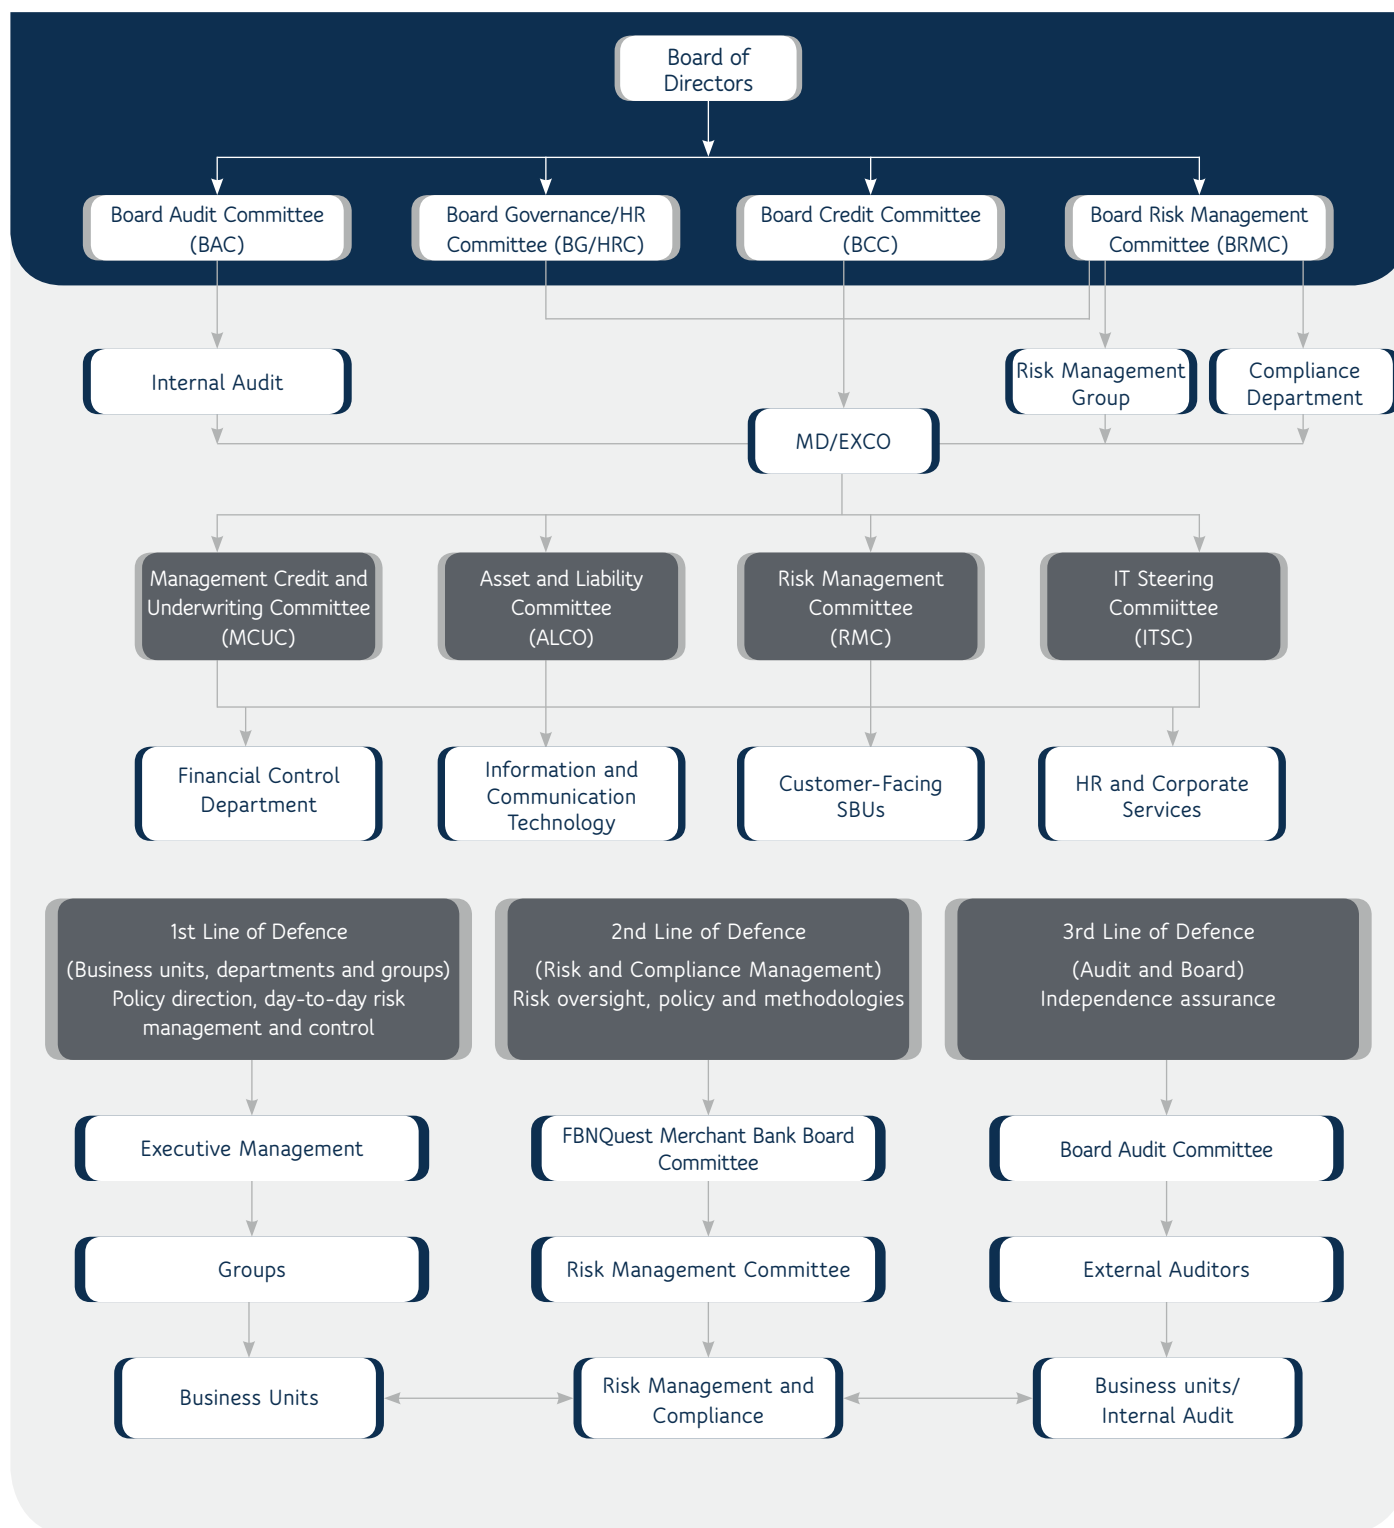 Board of
Directors
Board Audit Committee
(BAC)
Board Governance/HR
Committee (BG/HRC)
Board Credit Committee
(BCC)
Board Risk Management
Committee (BRMC)
Internal Audit
Risk Management
Group
Compliance
Department
MD/EXCO
Management Credit and
Underwriting Committee
(MCUC)
Asset and Liability
Committee
(ALCO)
Risk Management
Committee
(RMC)
IT Steering
Commiittee
(ITSC)
Financial Control
Department
Information and
Communication
Technology
Customer-Facing
SBUs
HR and Corporate
Services
1st Line of Defence
(Business units, departments and groups)
Policy direction, day-to-day risk
management and control
2nd Line of Defence
(Risk and Compliance Management)
Risk oversight, policy and methodologies
3rd Line of Defence
(Audit and Board)
Independence assurance
Executive Management
FBNQuest Merchant Bank Board
Committee
Board Audit Committee
Groups
Risk Management Committee
External Auditors
Business Units
Risk Management and
Compliance
Business units/
Internal Audit